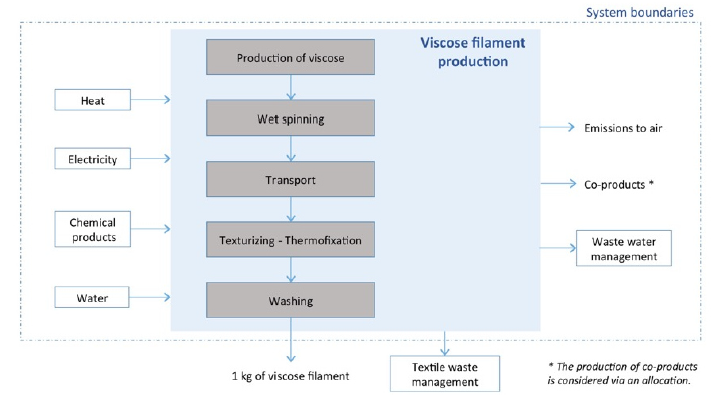 System boundaries
Viscose filament
production
Production of viscose
Wet spinning
Transport
Texturizing - Thermofixation
Washing
Heat
Electricity
Chemical
products
Water
Emissions to air
Co-products *
Waste water
management
1 kg of viscose filament
Textile waste
management
* The production of co-products
is considered via an allocation.